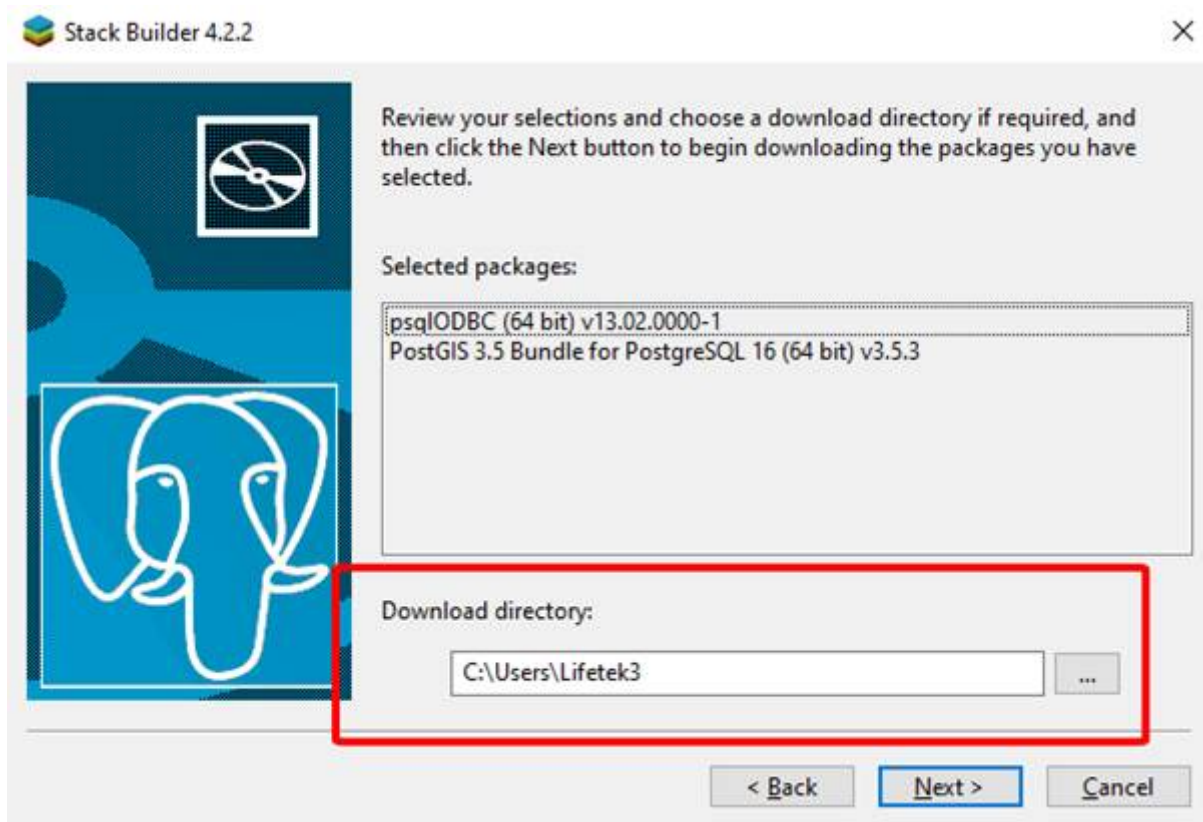 Stack Builder 4.2.2
Review your selections and choose a download directory if required, and
then click the Next button to begin downloading the packages you have
selected.
Selected packages:
psqlODBC (64 bit) v13.02.0000-1
PostGIS 3.5 Bundle for PostgreSQL 16 (64 bit) v3.5.3
Download directory:
C:\Users\Lifetek3
...
< Back
Next >
Cancel